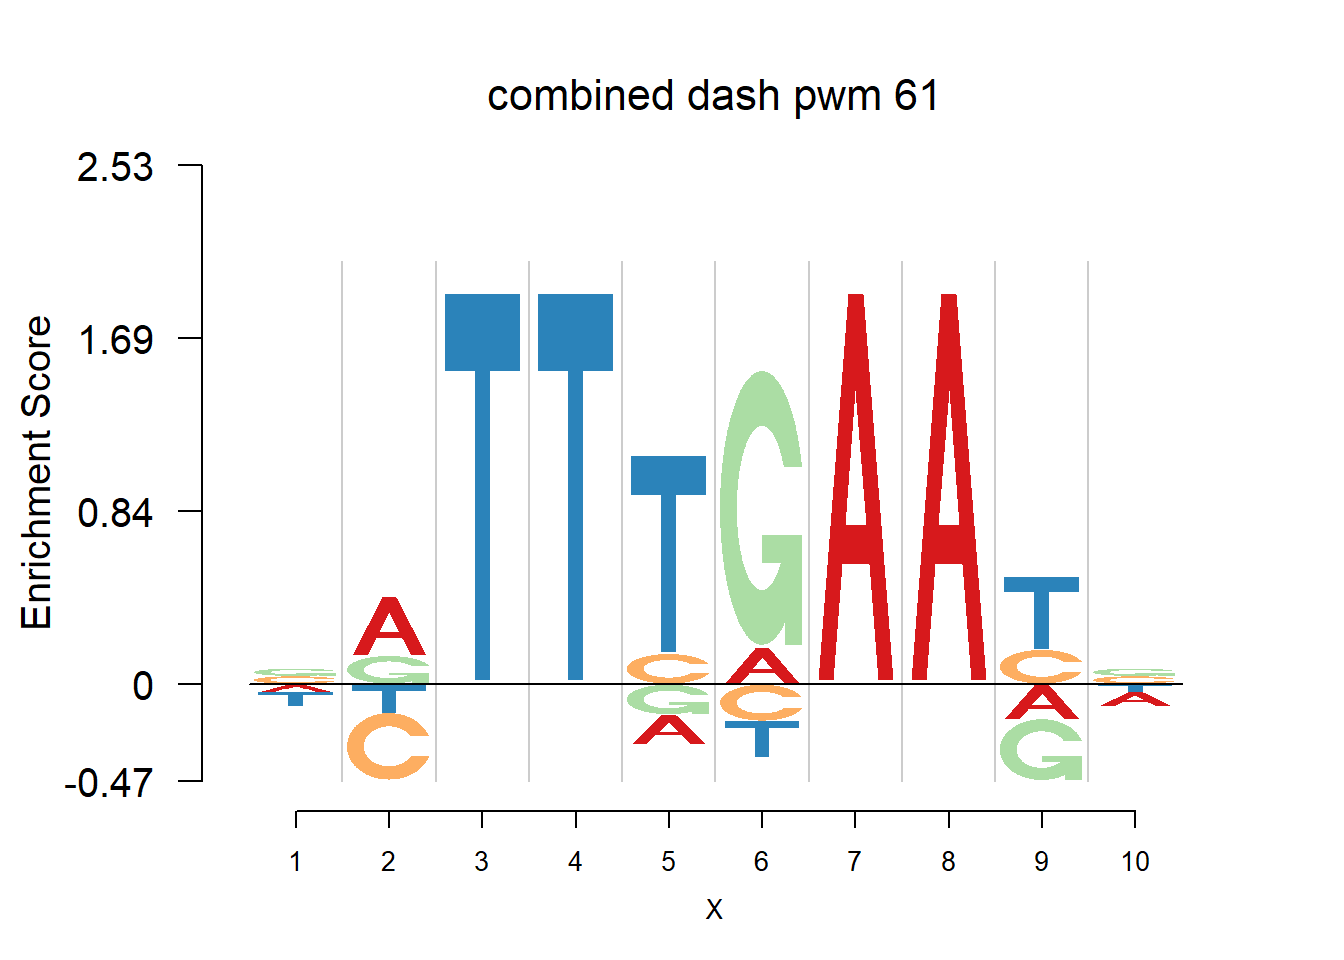 combined dash pwm 61
2.53
1.69
0.84
0
-0.47
Enrichment Score
G A T T T G A A T G
C G C A C C
A T G C A T
T C A T G A
1 2 3 4 5 6 7 8 9 10
X